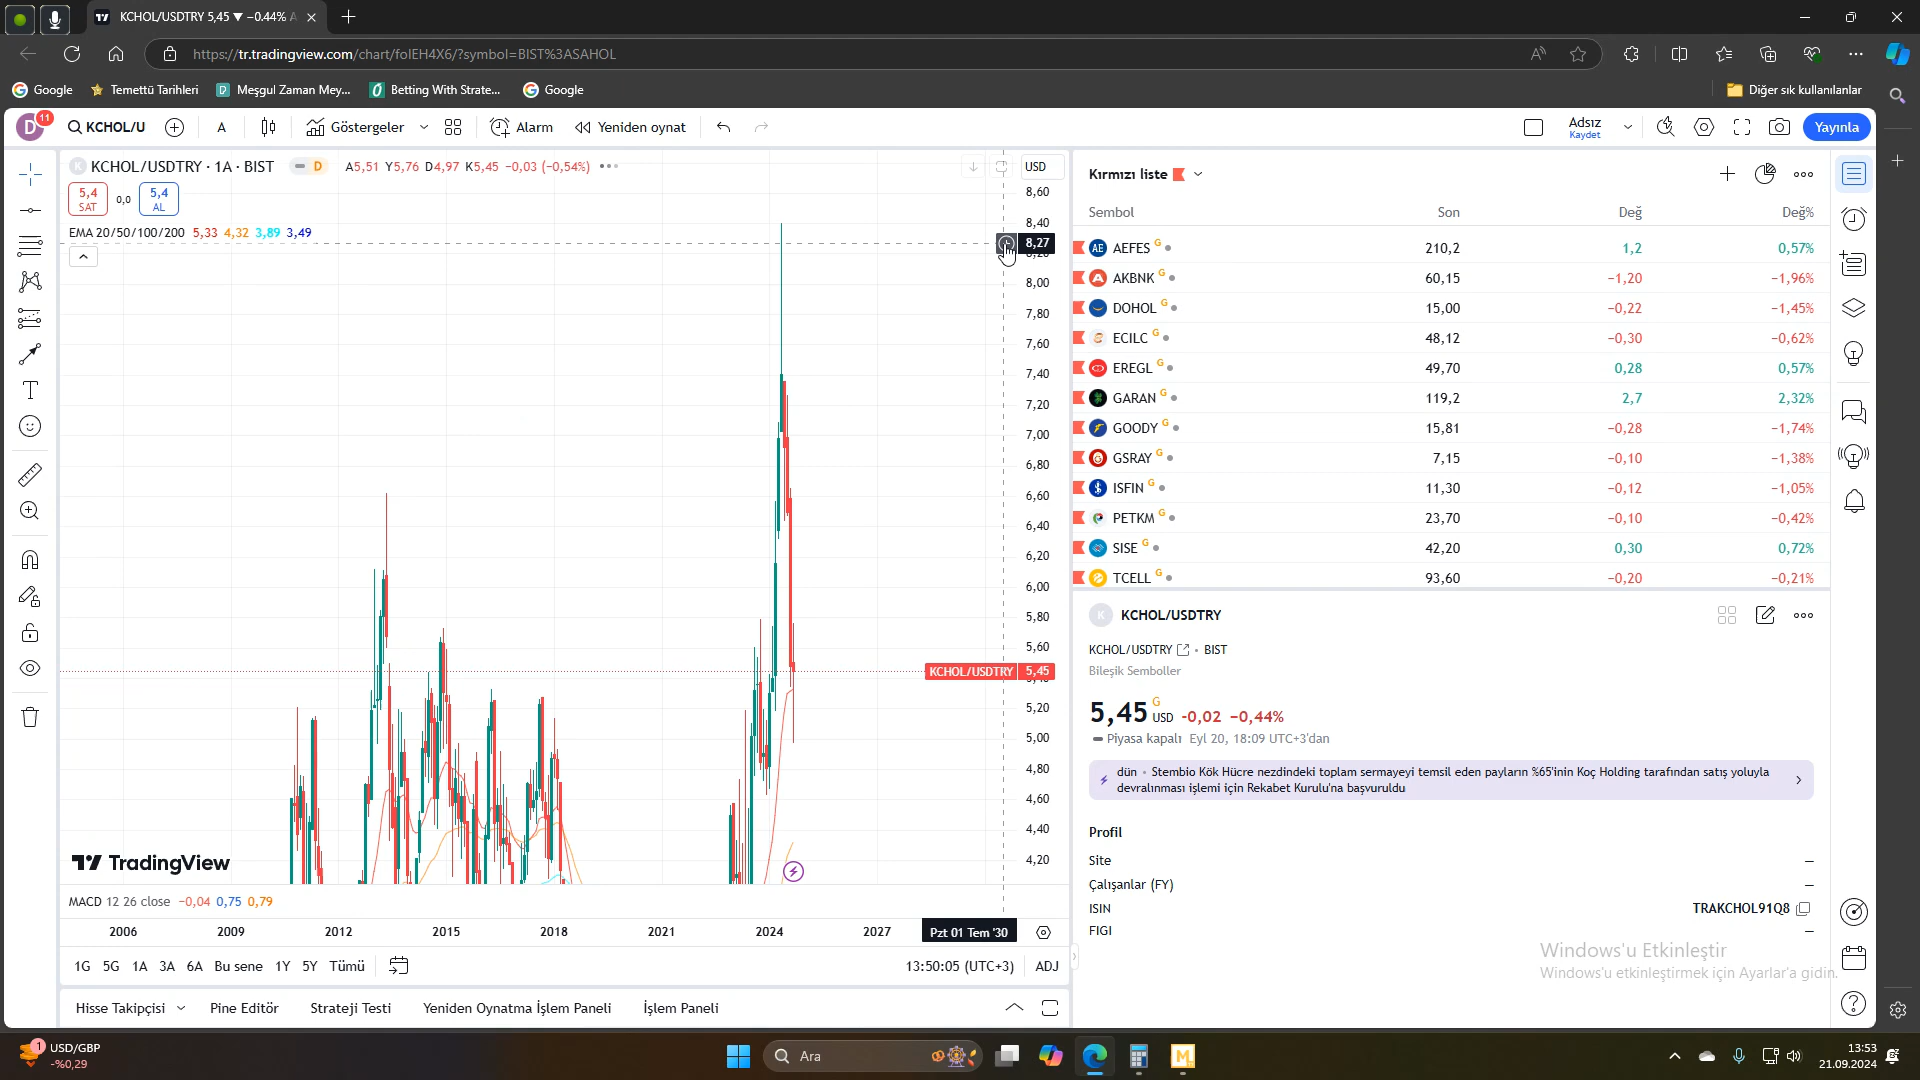 KCHOL/USDTRY 5,45 ▼ −0.44% A
https://tr.tradingview.com/chart/folEH4X6/?symbol=BIST%3ASAHOL
Google
Temettü Tarihleri
Meşgul Zaman Mey...
Betting With Strate...
Google
Diğer sık kullanılanlar
D
11
KCHOL/U
A
Göstergeler
Alarm
Yeniden oynat
Adsız
Kaydet
Yayınla
K KCHOL/USDTRY · 1A · BIST
D
A5,51 Y5,76 D4,97 K5,45 −0,03 (−0,54%)
USD
5,4
SAT
0,0
5,4
AL
EMA 20/50/100/200 5,33 4,32 3,89 3,49
8,60
8,40
8,27
8,20
8,00
7,80
7,60
7,40
7,20
7,00
6,80
6,60
6,40
6,20
6,00
5,80
5,60
KCHOL/USDTRY 5,45
5,40
5,20
5,00
4,80
4,60
4,40
4,20
TradingView
MACD 12 26 close −0,04 0,75 0,79
2006 2009 2012 2015 2018 2021 2024 2027 Pzt 01 Tem '30
1G 5G 1A 3A 6A Bu sene 1Y 5Y Tümü
13:50:05 (UTC+3) ADJ
Hisse Takipçisi Pine Editör Strateji Testi Yeniden Oynatma İşlem Paneli İşlem Paneli
Kırmızı liste
Sembol Son Değ Değ%
AE AEFES G 210,2 1,2 0,57%
AKBNK G 60,15 −1,20 −1,96%
DOHOL G 15,00 −0,22 −1,45%
ECILC G 48,12 −0,30 −0,62%
EREGL G 49,70 0,28 0,57%
GARAN G 119,2 2,7 2,32%
GOODY G 15,81 −0,28 −1,74%
GSRAY G 7,15 −0,10 −1,38%
ISFIN G 11,30 −0,12 −1,05%
PETKM G 23,70 −0,10 −0,42%
SISE G 42,20 0,30 0,72%
TCELL G 93,60 −0,20 −0,21%
K KCHOL/USDTRY
KCHOL/USDTRY • BIST
Bileşik Semboller
5,45 G USD −0,02 −0,44%
Piyasa kapalı Eyl 20, 18:09 UTC+3'dan
dün • Stembio Kök Hücre nezdindeki toplam sermayeyi temsil eden payların %65'inin Koç Holding tarafından satış yoluyla
devralınması işlemi için Rekabet Kurulu'na başvuruldu
Profil
Site –
Çalışanlar (FY) –
ISIN TRAKCHOL91Q8
FIGI –
Windows'u Etkinleştir
Windows'u etkinleştirmek için Ayarlar'a gidin.
1
USD/GBP
-%0,29
Ara
13:53
21.09.2024